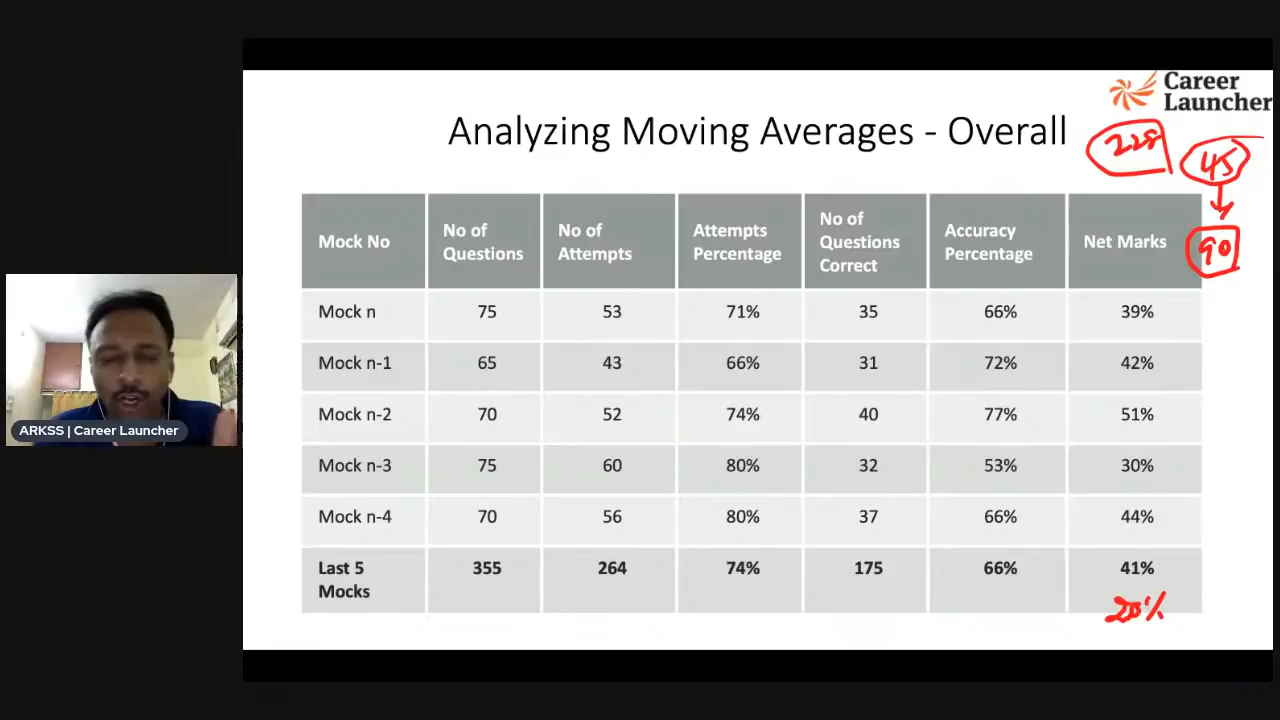 Career
Launcher
Analyzing Moving Averages - Overall
228
45
90
Mock No
No of
Questions
No of
Attempts
Attempts
Percentage
No of
Questions
Correct
Accuracy
Percentage
Net Marks
Mock n 75 53 71% 35 66% 39%
Mock n-1 65 43 66% 31 72% 42%
Mock n-2 70 52 74% 40 77% 51%
Mock n-3 75 60 80% 32 53% 30%
Mock n-4 70 56 80% 37 66% 44%
Last 5
Mocks
355 264 74% 175 66% 41%
20%
ARKSS | Career Launcher